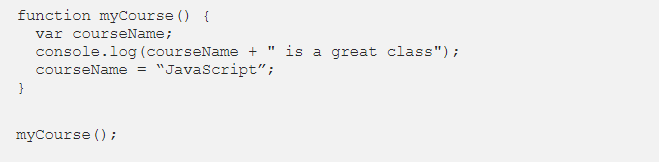 function myCourse() {
  var courseName;
  console.log(courseName + " is a great class");
  courseName = “JavaScript”;
}

myCourse();